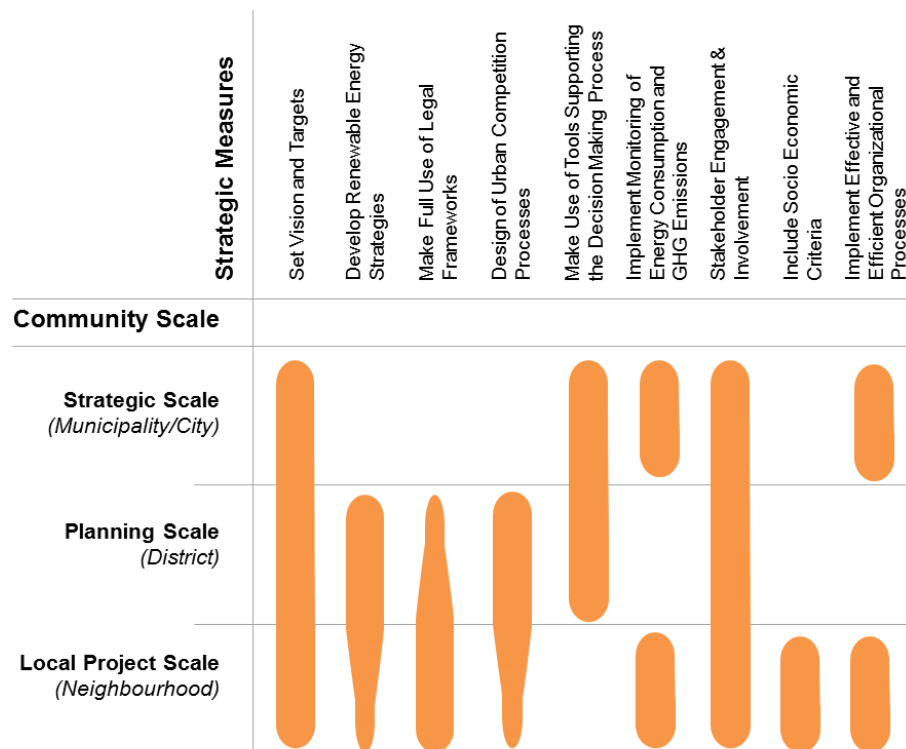 Strategic Measures
Set Vision and Targets
Develop Renewable Energy
Strategies
Make Full Use of Legal
Frameworks
Design of Urban Competition
Processes
Make Use of Tools Supporting
the Decision Making Process
Implement Monitoring of
Energy Consumption and
GHG Emissions
Stakeholder Engagement &
Involvement
Include Socio Economic
Criteria
Implement Effective and
Efficient Organizational
Processes
Community Scale
Strategic Scale
(Municipality/City)
Planning Scale
(District)
Local Project Scale
(Neighbourhood)